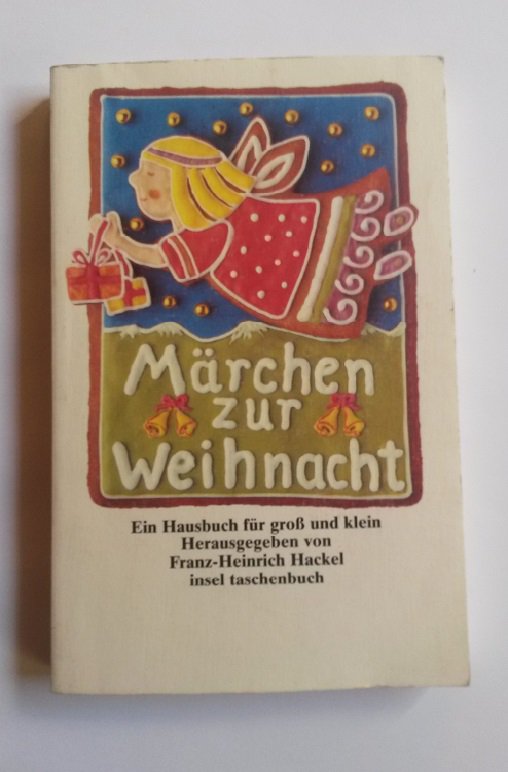 Märchen
zur
Weihnacht
Ein Hausbuch für groß und klein
Herausgegeben von
Franz-Heinrich Hackel
insel taschenbuch